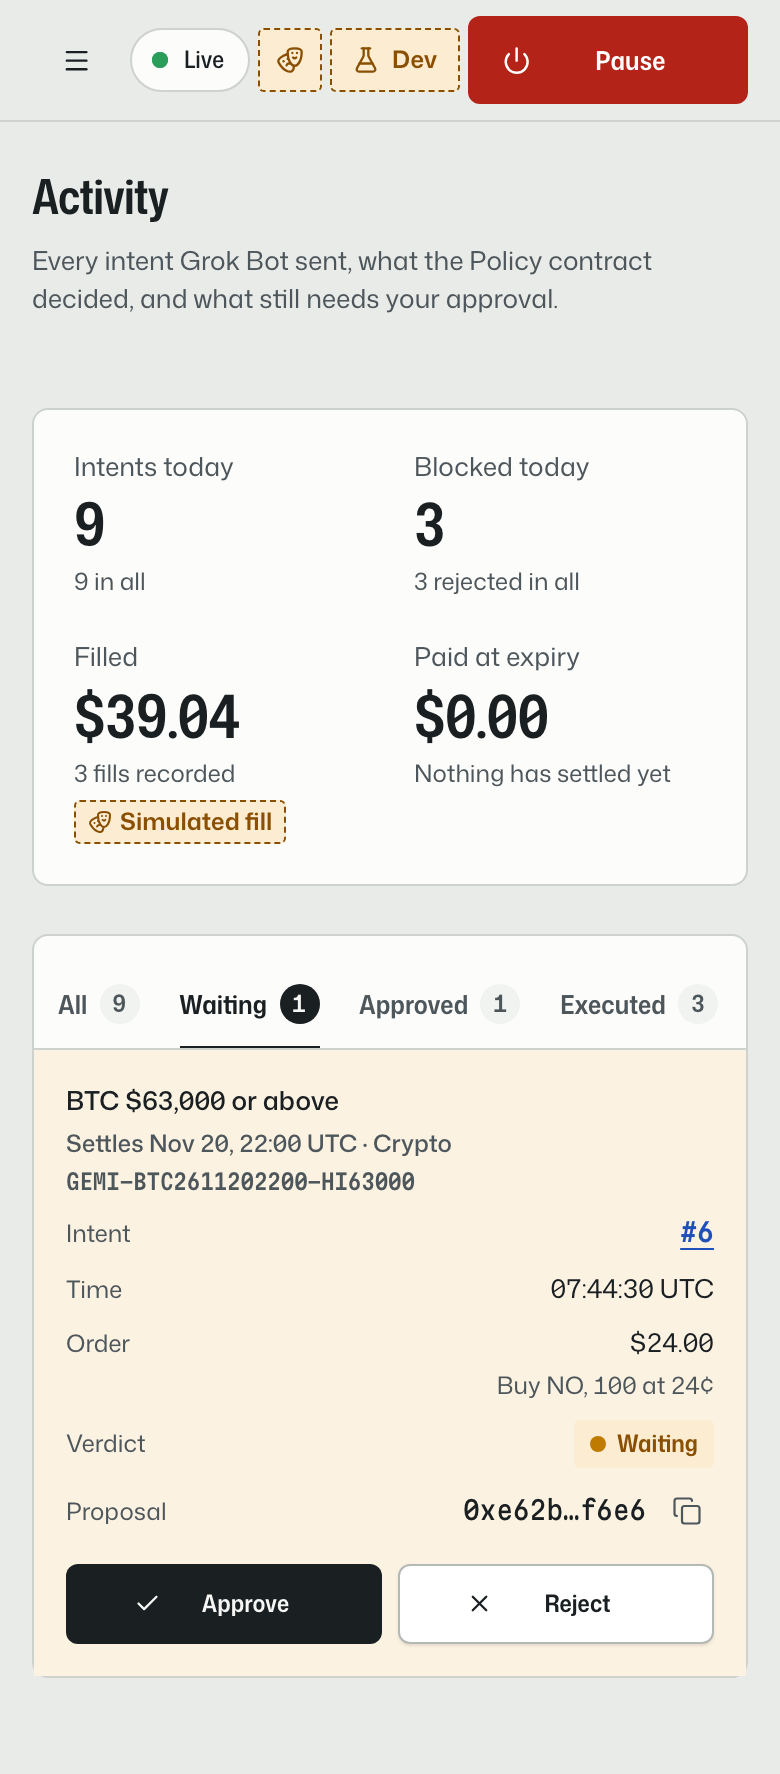 Live
Dev
Pause
Activity
Every intent Grok Bot sent, what the Policy contract
decided, and what still needs your approval.
Intents today
9
9 in all
Blocked today
3
3 rejected in all
Filled
$39.04
3 fills recorded
Simulated fill
Paid at expiry
$0.00
Nothing has settled yet
All 9 Waiting 1 Approved 1 Executed 3
BTC $63,000 or above
Settles Nov 20, 22:00 UTC · Crypto
GEMI-BTC2611202200-HI63000
Intent #6
Time 07:44:30 UTC
Order $24.00
Buy NO, 100 at 24¢
Verdict Waiting
Proposal 0xe62b…f6e6
Approve Reject